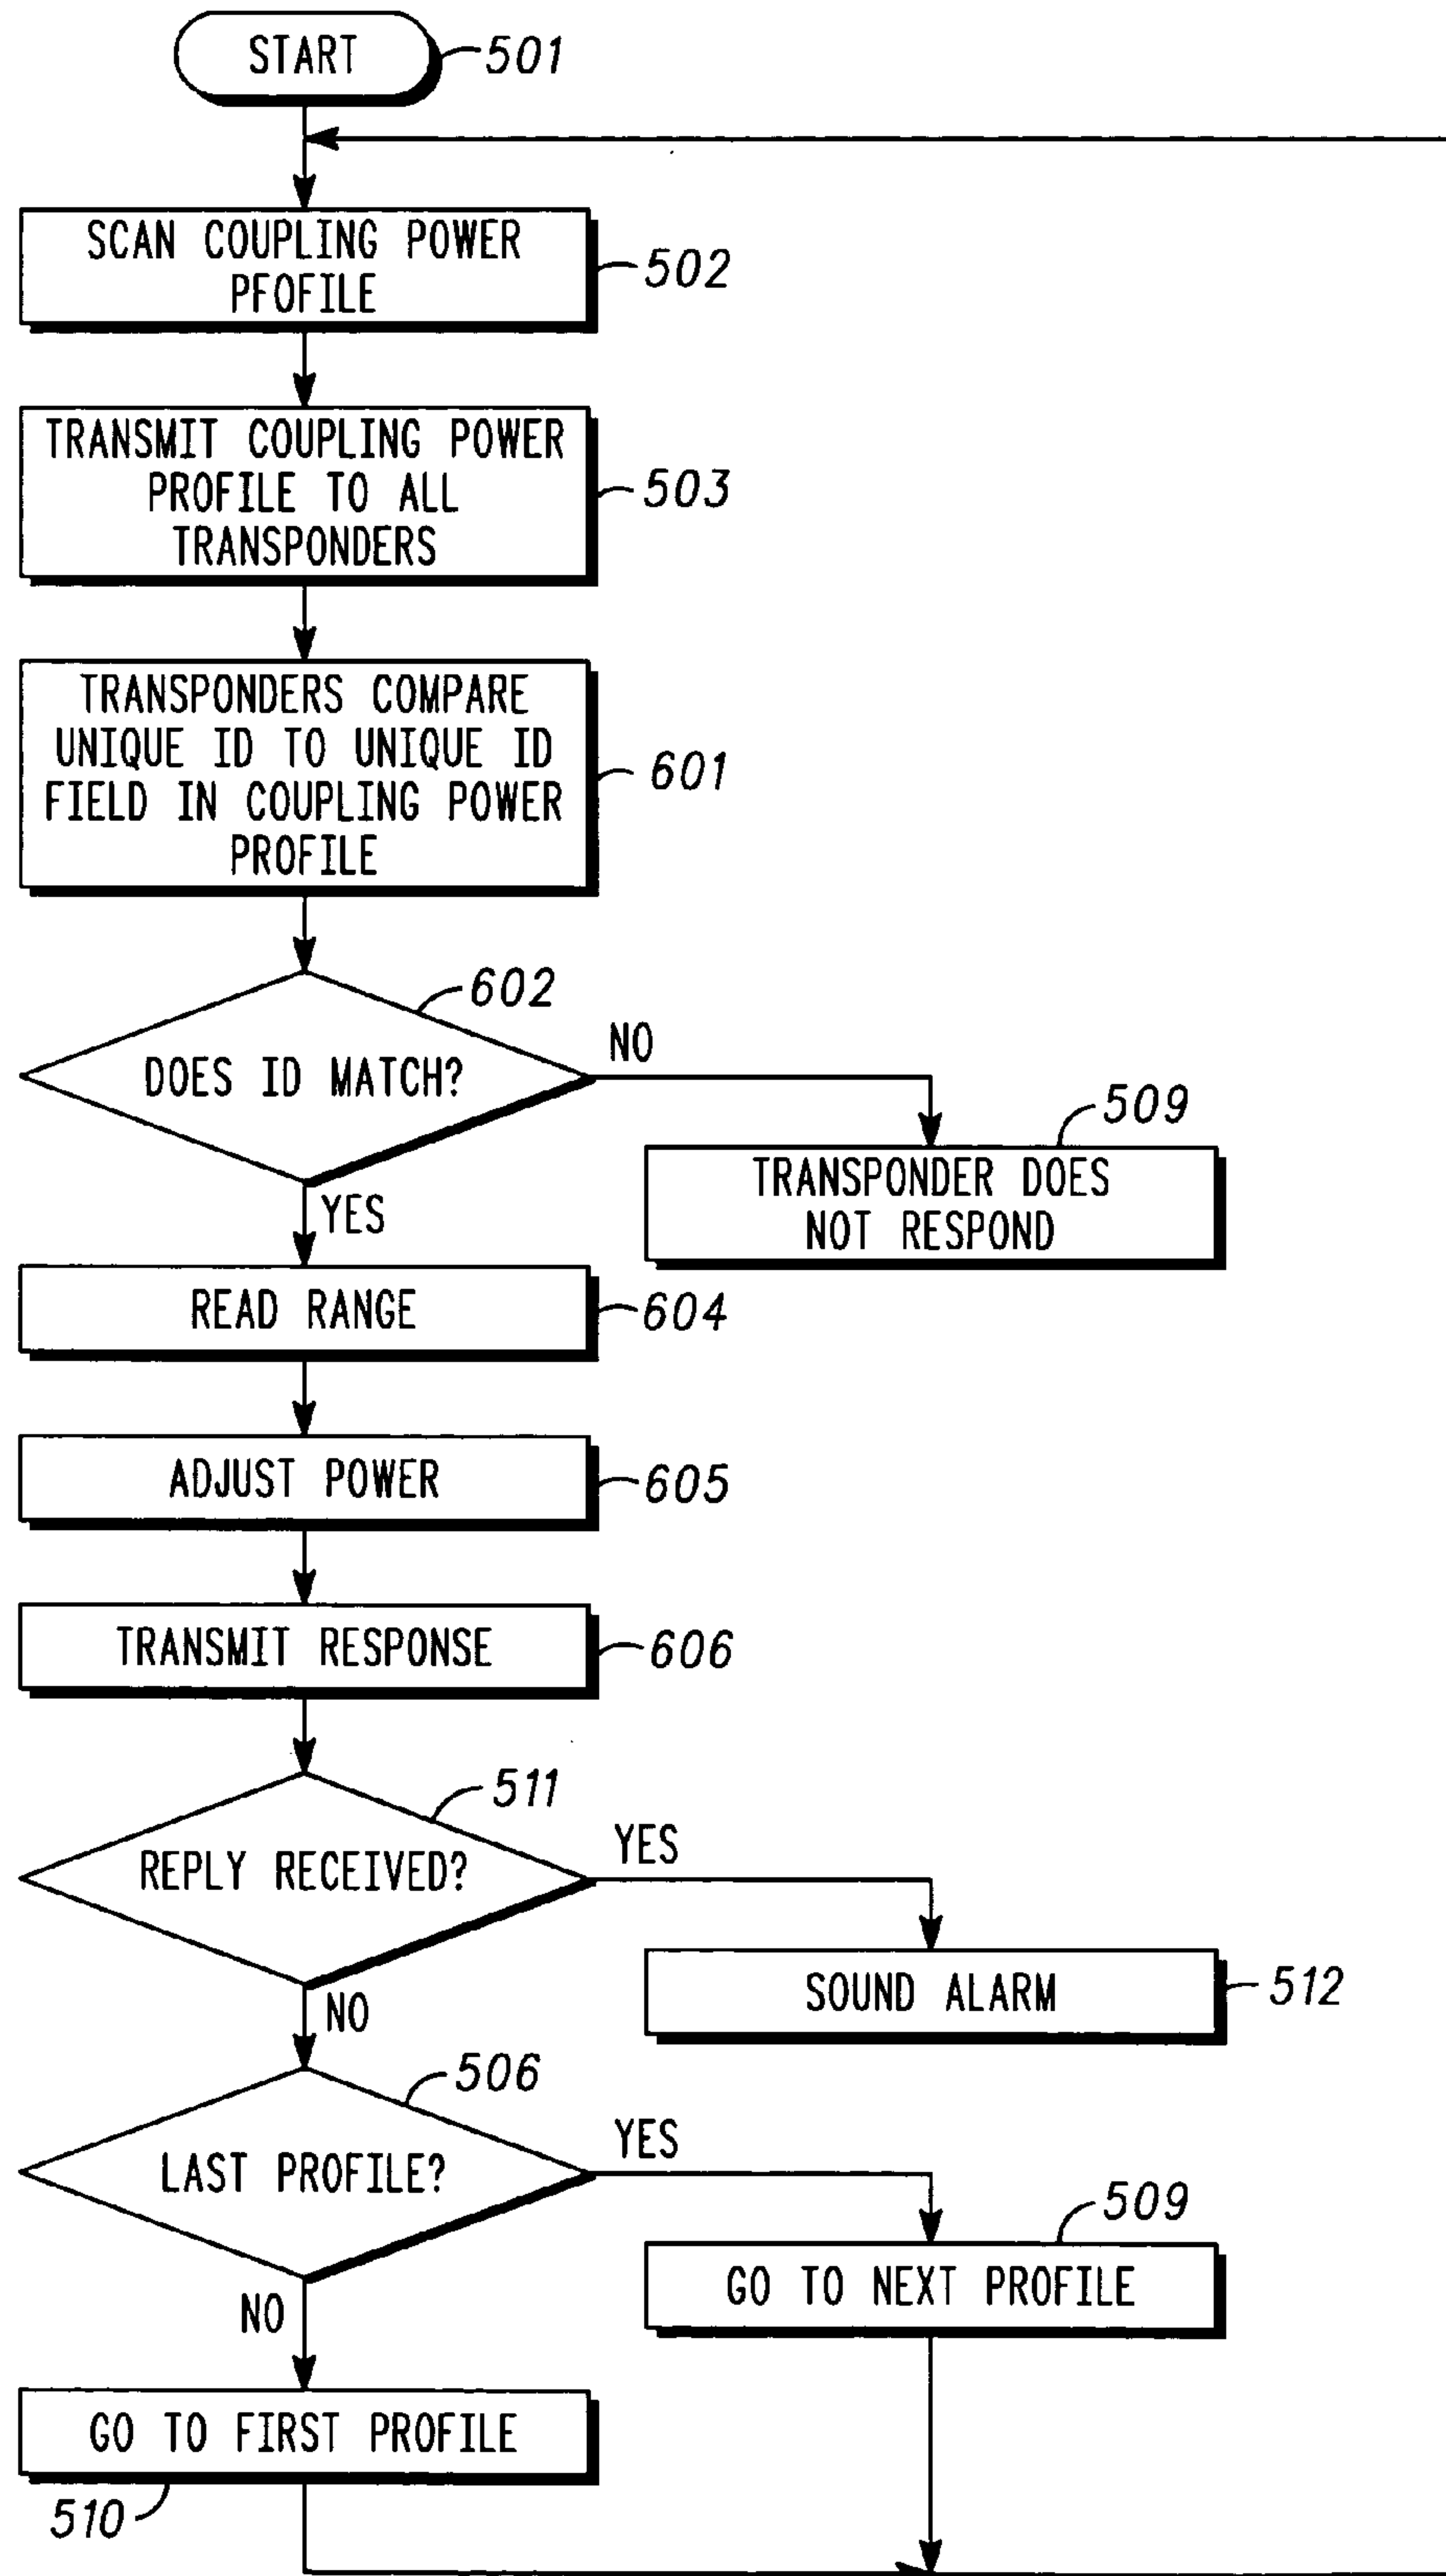 START
501
SCAN COUPLING POWER
PFOFILE
502
TRANSMIT COUPLING POWER
PROFILE TO ALL
TRANSPONDERS
503
TRANSPONDERS COMPARE
UNIQUE ID TO UNIQUE ID
FIELD IN COUPLING POWER
PROFILE
601
602
DOES ID MATCH?
NO
509
TRANSPONDER DOES
NOT RESPOND
YES
READ RANGE
604
ADJUST POWER
605
TRANSMIT RESPONSE
606
511
REPLY RECEIVED?
YES
SOUND ALARM
512
NO
506
LAST PROFILE?
YES
509
GO TO NEXT PROFILE
NO
GO TO FIRST PROFILE
510